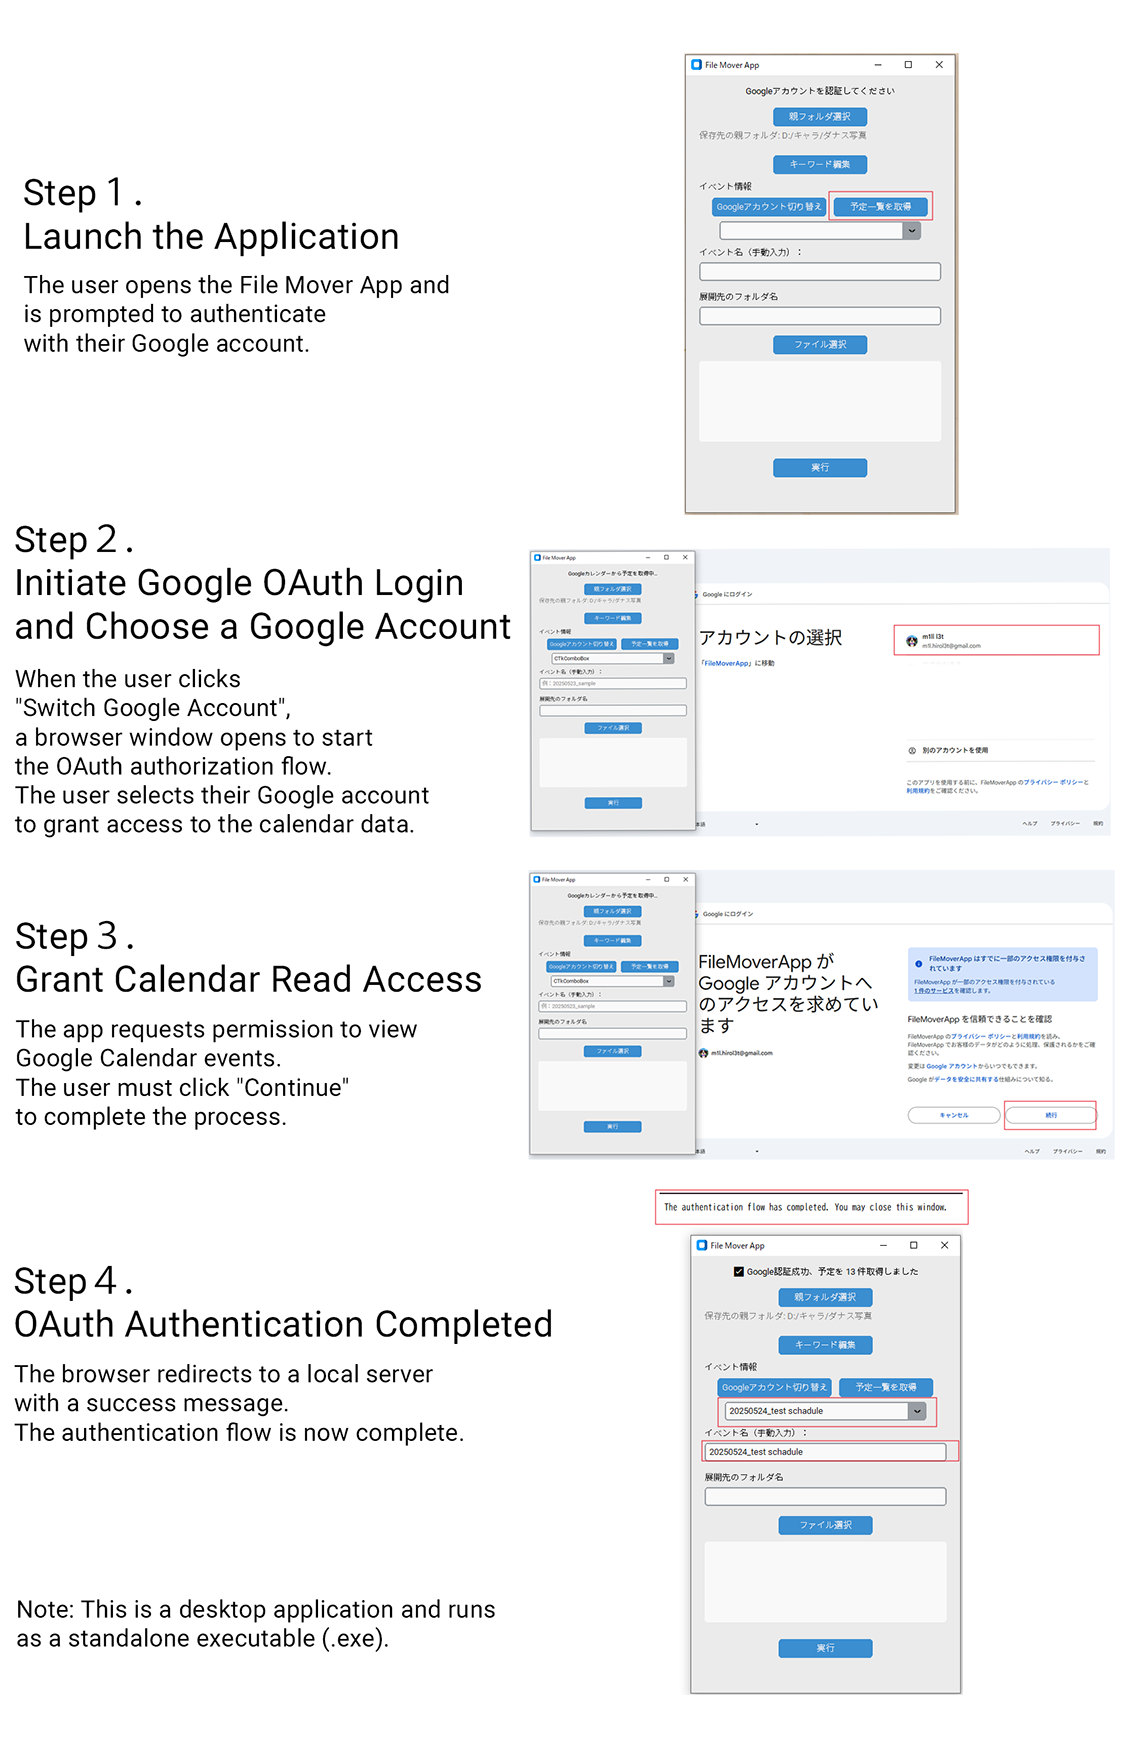 Step 1 .
Launch the Application
The user opens the File Mover App and
is prompted to authenticate
with their Google account.
File Mover App
Googleアカウントを認証してください
親フォルダ選択
保存先の親フォルダ: D:/キャラ/ダナス写真
キーワード編集
イベント情報
Googleアカウント切り替え
予定一覧を取得
イベント名（手動入力）：
展開先のフォルダ名
ファイル選択
実行
Step 2 .
Initiate Google OAuth Login
and Choose a Google Account
When the user clicks
"Switch Google Account",
a browser window opens to start
the OAuth authorization flow.
The user selects their Google account
to grant access to the calendar data.
File Mover App
Googleカレンダーから予定を取得中...
親フォルダ選択
保存先の親フォルダ: D:/キャラ/ダナス写真
キーワード編集
イベント情報
Googleアカウント切り替え
予定一覧を取得
CTkComboBox
イベント名（手動入力）：
例：20250523_sample
展開先のフォルダ名
ファイル選択
実行
Google にログイン
アカウントの選択
「FileMoverApp」に移動
m1ll l3t
m1l.hirol3t@gmail.com
別のアカウントを使用
このアプリを使用する前に、FileMoverApp のプライバシー ポリシーと
利用規約をご確認ください。
本語
ヘルプ プライバシー 規約
Step 3 .
Grant Calendar Read Access
The app requests permission to view
Google Calendar events.
The user must click "Continue"
to complete the process.
File Mover App
Googleカレンダーから予定を取得中...
親フォルダ選択
保存先の親フォルダ: D:/キャラ/ダナス写真
キーワード編集
イベント情報
Googleアカウント切り替え
予定一覧を取得
CTkComboBox
イベント名（手動入力）：
例：20250523_sample
展開先のフォルダ名
ファイル選択
実行
Google にログイン
FileMoverApp が
Google アカウントへ
のアクセスを求めてい
ます
m1l.hirol3t@gmail.com
FileMoverApp はすでに一部のアクセス権限を付与さ
れています
FileMoverApp が一部のアクセス権限を付与されている
1 件のサービスを確認します。
FileMoverApp を信頼できることを確認
FileMoverApp のプライバシー ポリシーと利用規約を読み、
FileMoverApp でお客様のデータがどのように処理、保護されるかをご確
認ください。
変更は Google アカウントからいつでもできます。
Google がデータを安全に共有する仕組みについて知る。
キャンセル
続行
本語
ヘルプ プライバシー 規約
The authentication flow has completed. You may close this window.
Step 4 .
OAuth Authentication Completed
The browser redirects to a local server
with a success message.
The authentication flow is now complete.
File Mover App
Google認証成功、予定を 13 件取得しました
親フォルダ選択
保存先の親フォルダ: D:/キャラ/ダナス写真
キーワード編集
イベント情報
Googleアカウント切り替え
予定一覧を取得
20250524_test schadule
イベント名（手動入力）：
20250524_test schadule
展開先のフォルダ名
ファイル選択
実行
Note: This is a desktop application and runs
as a standalone executable (.exe).